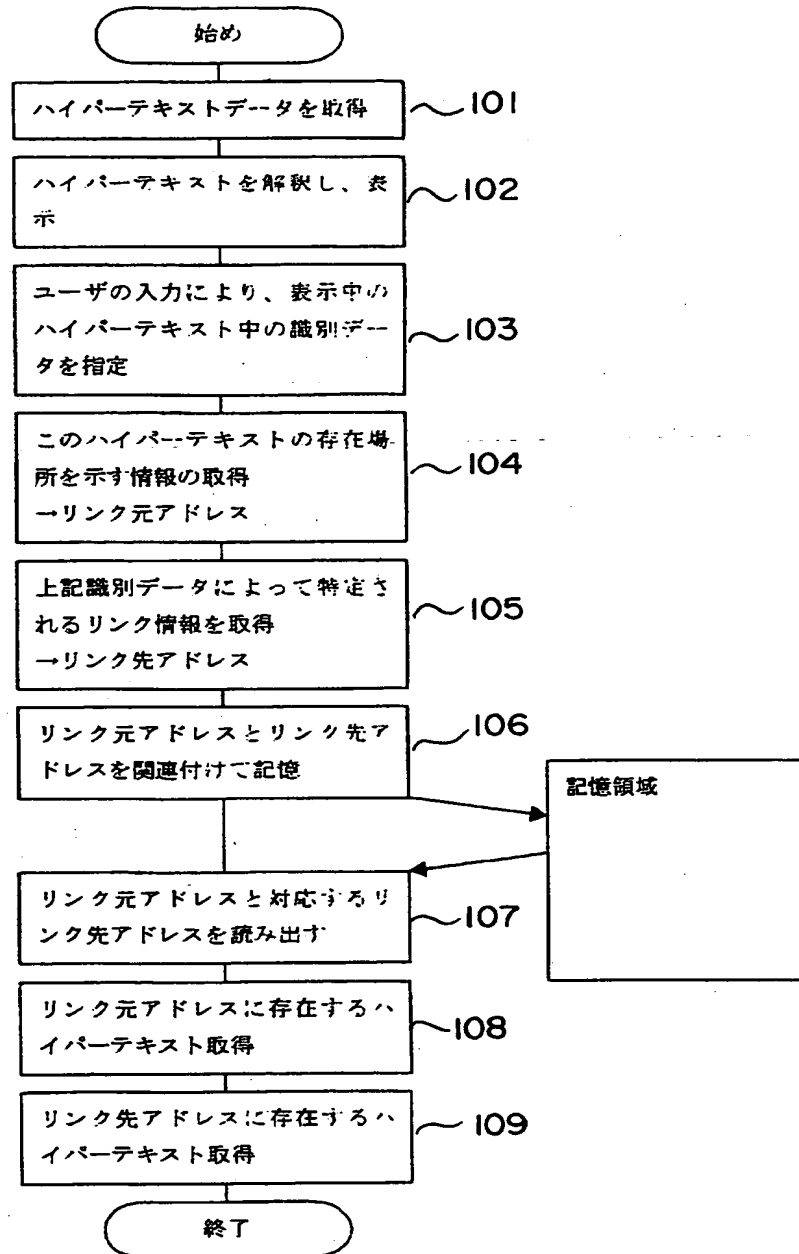 始め
ハイパーテキストデータを取得
101
ハイパーテキストを解釈し、表
示
102
ユーザの入力により、表示中の
ハイパーテキスト中の識別デー
タを指定
103
このハイパーテキストの存在場
所を示す情報の取得
→リンク元アドレス
104
上記識別データによって特定さ
れるリンク情報を取得
→リンク先アドレス
105
リンク元アドレスとリンク先ア
ドレスを関連付けて記憶
106
記憶領域
リンク元アドレスと対応するリ
ンク先アドレスを読み出す
107
リンク元アドレスに存在するハ
イパーテキスト取得
108
リンク先アドレスに存在するハ
イパーテキスト取得
109
終了